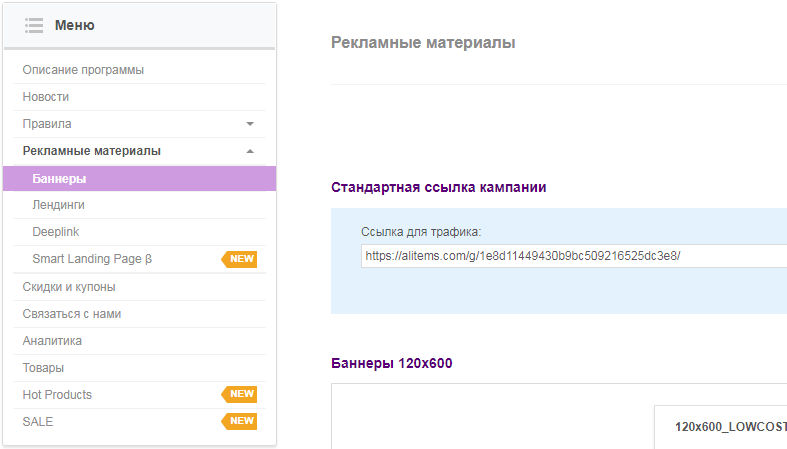 Меню
Описание программы
Новости
Правила
Рекламные материалы
Баннеры
Лендинги
Deeplink
Smart Landing Page β NEW
Скидки и купоны
Связаться с нами
Аналитика
Товары
Hot Products NEW
SALE NEW
Рекламные материалы
Стандартная ссылка кампании
Ссылка для трафика:
https://alitems.com/g/1e8d11449430b9bc509216525dc3e8/
Баннеры 120x600
120x600_LOWCOST